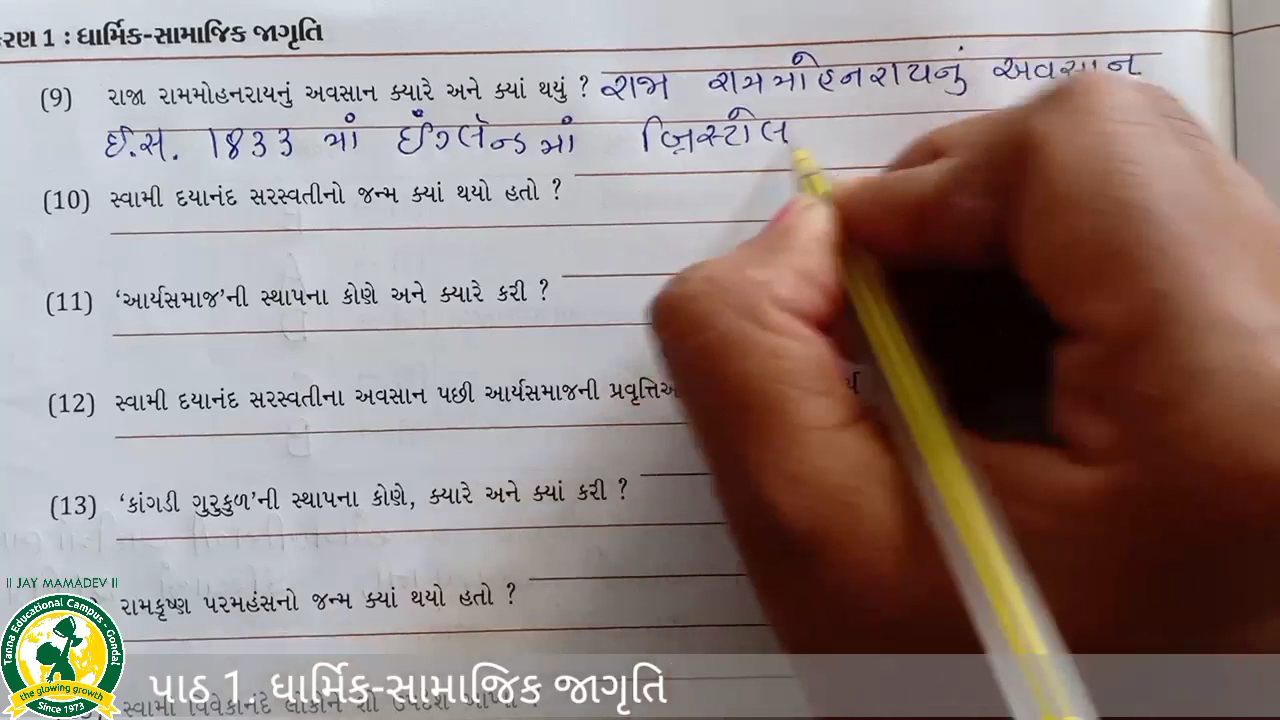 કરણ 1 : ધાર્મિક-સામાજિક જાગૃતિ
(9) રાજા રામમોહનરાયનું અવસાન ક્યારે અને ક્યાં થયું ? રાજા રામમોહનરાયનું અવસાન
ઈ.સ. 1833 માં ઈંગ્લૅન્ડમાં બ્રિસ્ટોલ
(10) સ્વામી દયાનંદ સરસ્વતીનો જન્મ ક્યાં થયો હતો ?
(11) ‘આર્યસમાજ’ની સ્થાપના કોણે અને ક્યારે કરી ?
(12) સ્વામી દયાનંદ સરસ્વતીના અવસાન પછી આર્યસમાજની
(13) ‘કાંગડી ગુરુકુળ’ની સ્થાપના કોણે, ક્યારે અને ક્યાં કરી ?
|| JAY MAMADEV ||
રામકૃષ્ણ પરમહંસનો જન્મ ક્યાં થયો હતો ?
Tanna Educational Campus - Gondal
the glowing growth
Since 1973
પાઠ 1. ધાર્મિક-સામાજિક જાગૃતિ
સ્વામી વિવેકાનંદ લોકોને શો ઉપદેશ આપ્યો ?